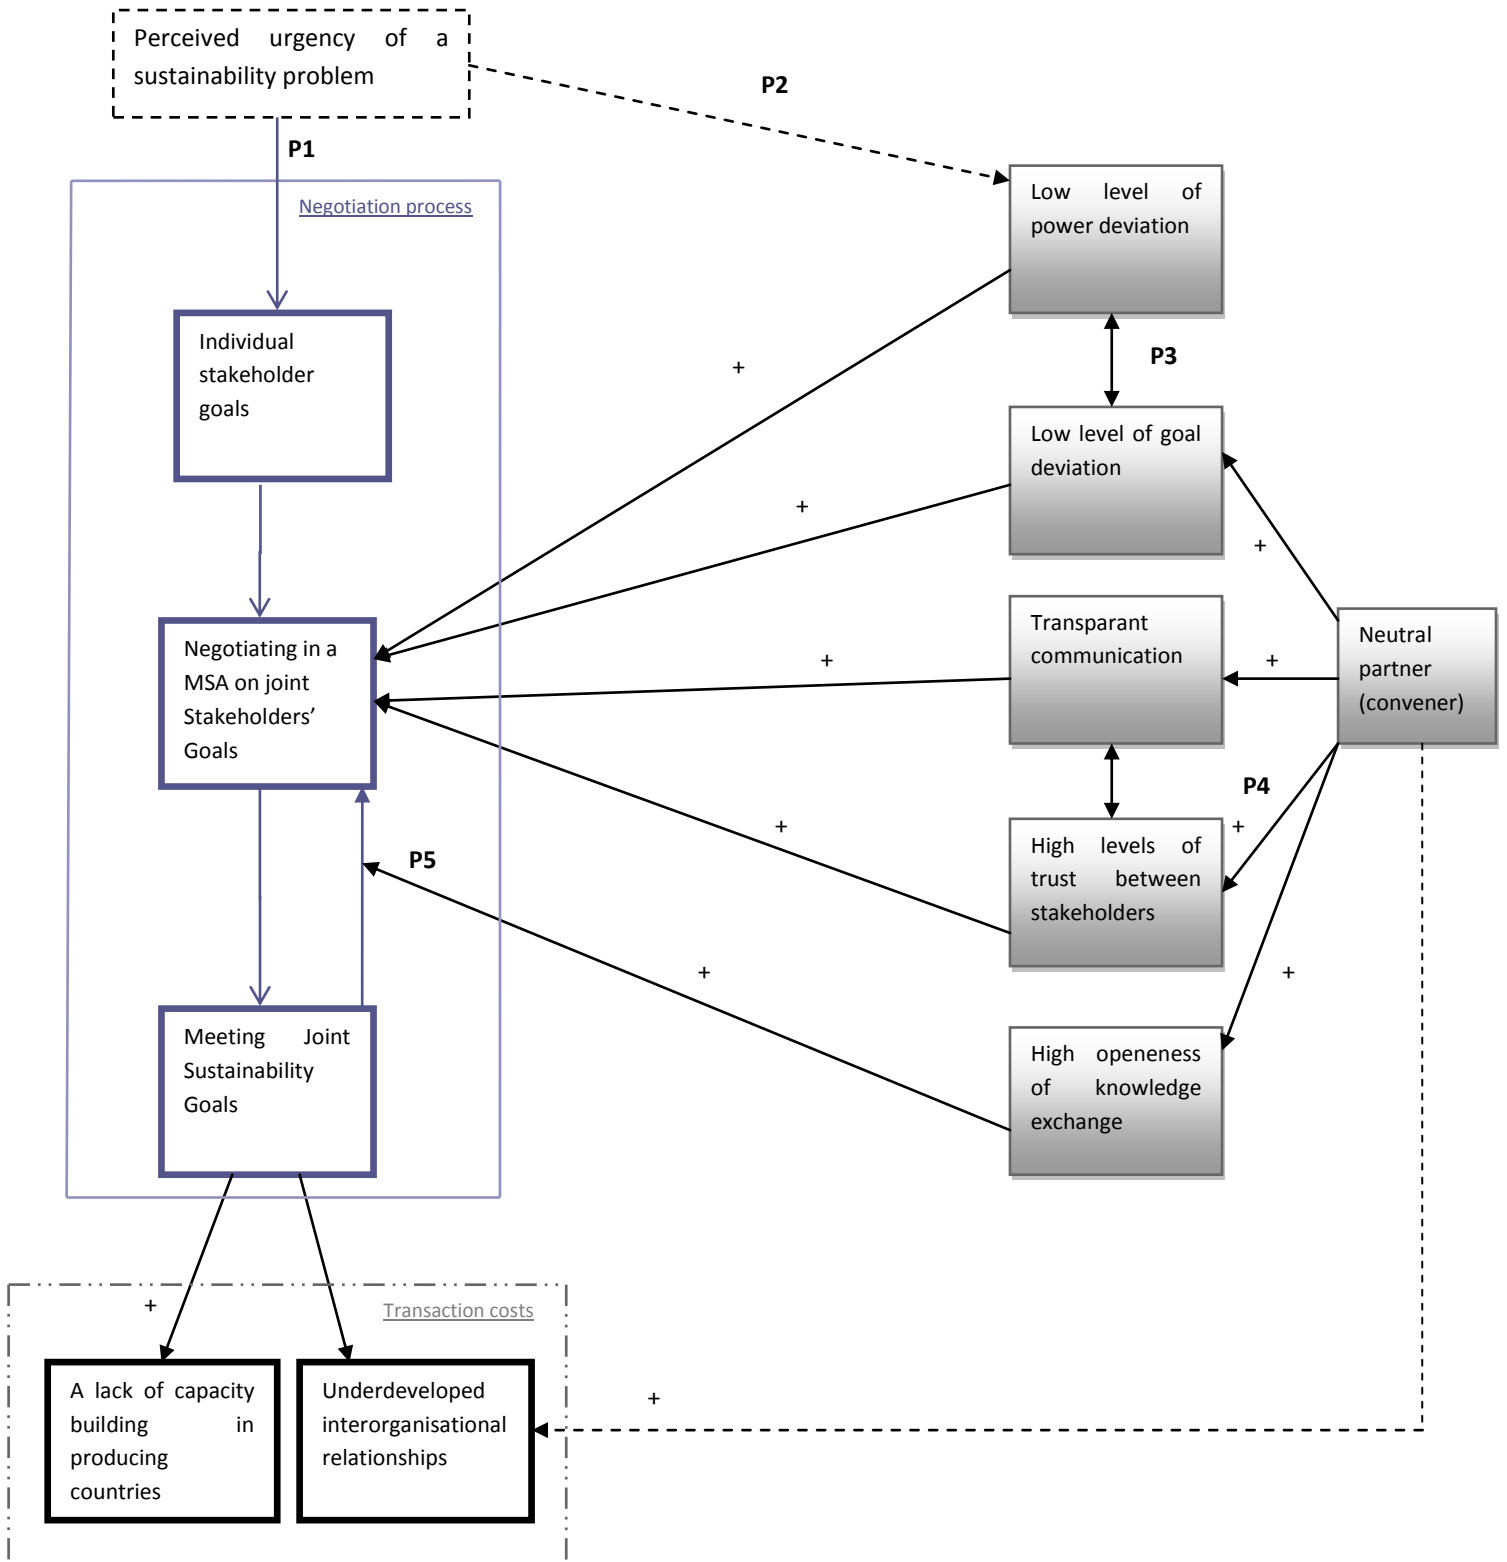 Perceived urgency of a
sustainability problem
P2
P1
Negotiation process
Low level of
power deviation
Individual
stakeholder
goals
+
P3
Low level of goal
deviation
+
+
Negotiating in a
MSA on joint
Stakeholders’
Goals
+
Transparant
communication
+
Neutral
partner
(convener)
P4
+
+
P5
High levels of
trust between
stakeholders
+
+
Meeting Joint
Sustainability
Goals
High openeness
of knowledge
exchange
+
Transaction costs
A lack of capacity
building in
producing
countries
Underdeveloped
interorganisational
relationships
+